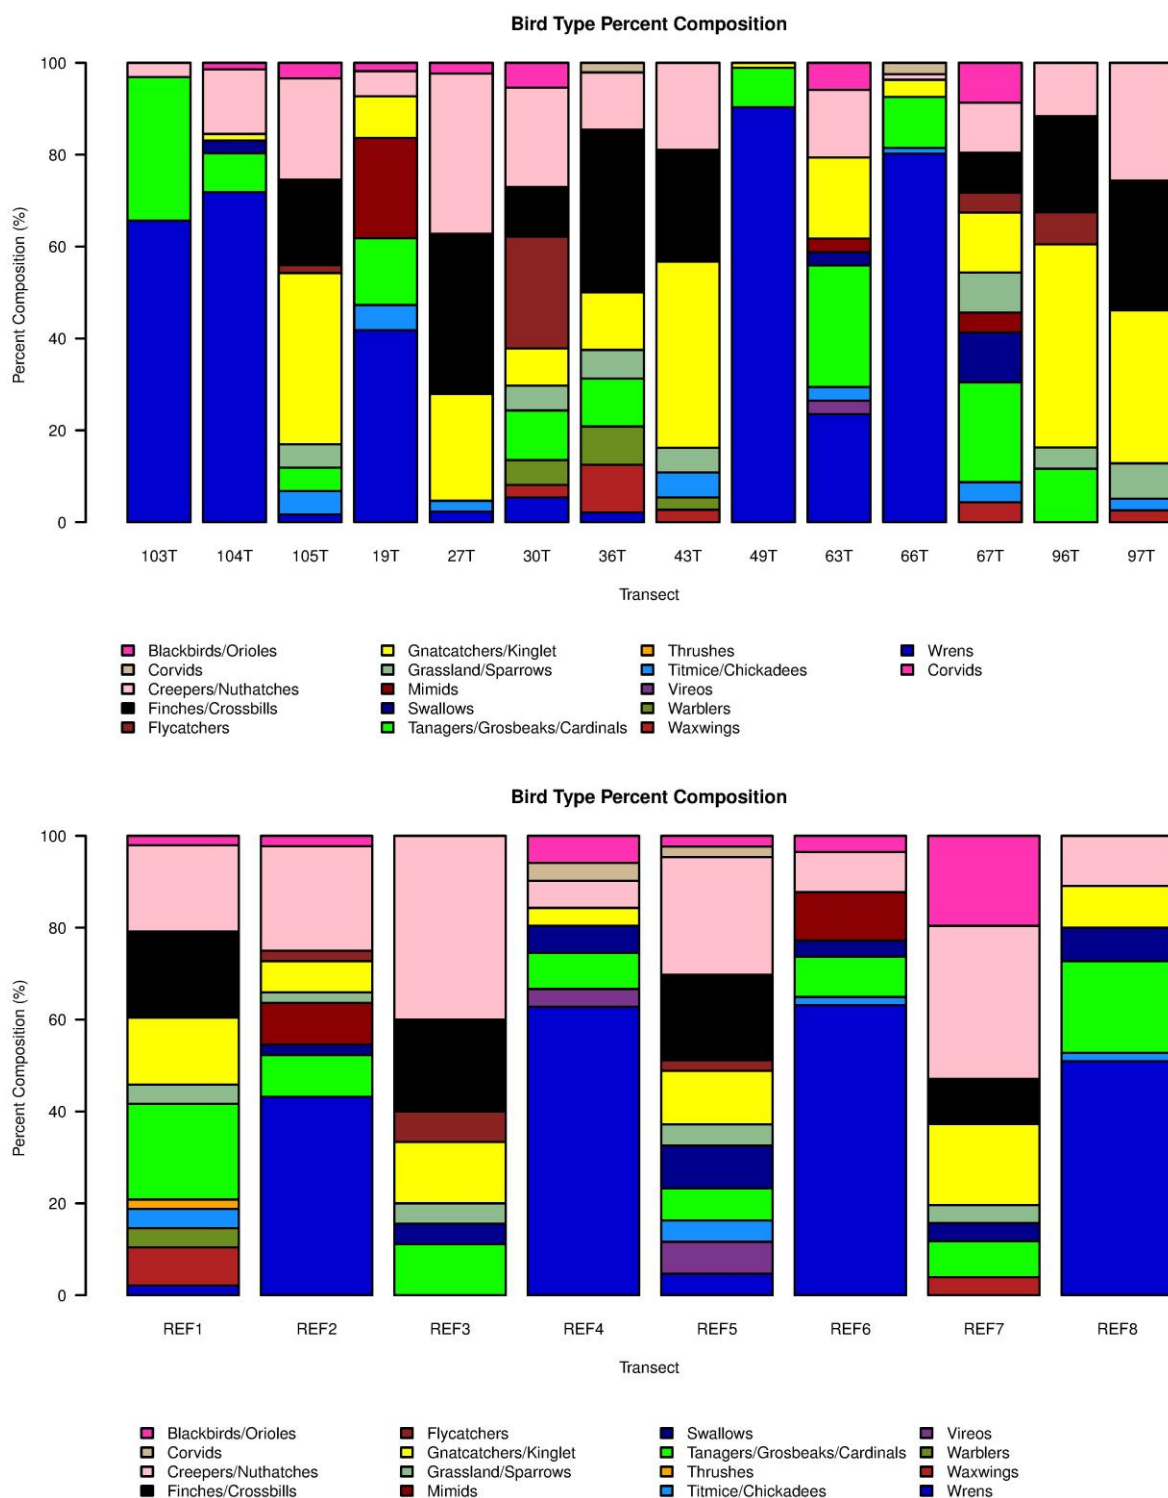 Bird Type Percent Composition
100
80
60
40
20
0
Percent Composition (%)
103T 104T 105T 19T 27T 30T 36T 43T 49T 63T 66T 67T 96T 97T
Transect
Blackbirds/Orioles Gnatcatchers/Kinglet Thrushes Wrens
Corvids Grassland/Sparrows Titmice/Chickadees Corvids
Creepers/Nuthatches Mimids Vireos
Finches/Crossbills Swallows Warblers
Flycatchers Tanagers/Grosbeaks/Cardinals Waxwings
Bird Type Percent Composition
100
80
60
40
20
0
Percent Composition (%)
REF1 REF2 REF3 REF4 REF5 REF6 REF7 REF8
Transect
Blackbirds/Orioles Flycatchers Swallows Vireos
Corvids Gnatcatchers/Kinglet Tanagers/Grosbeaks/Cardinals Warblers
Creepers/Nuthatches Grassland/Sparrows Thrushes Waxwings
Finches/Crossbills Mimids Titmice/Chickadees Wrens